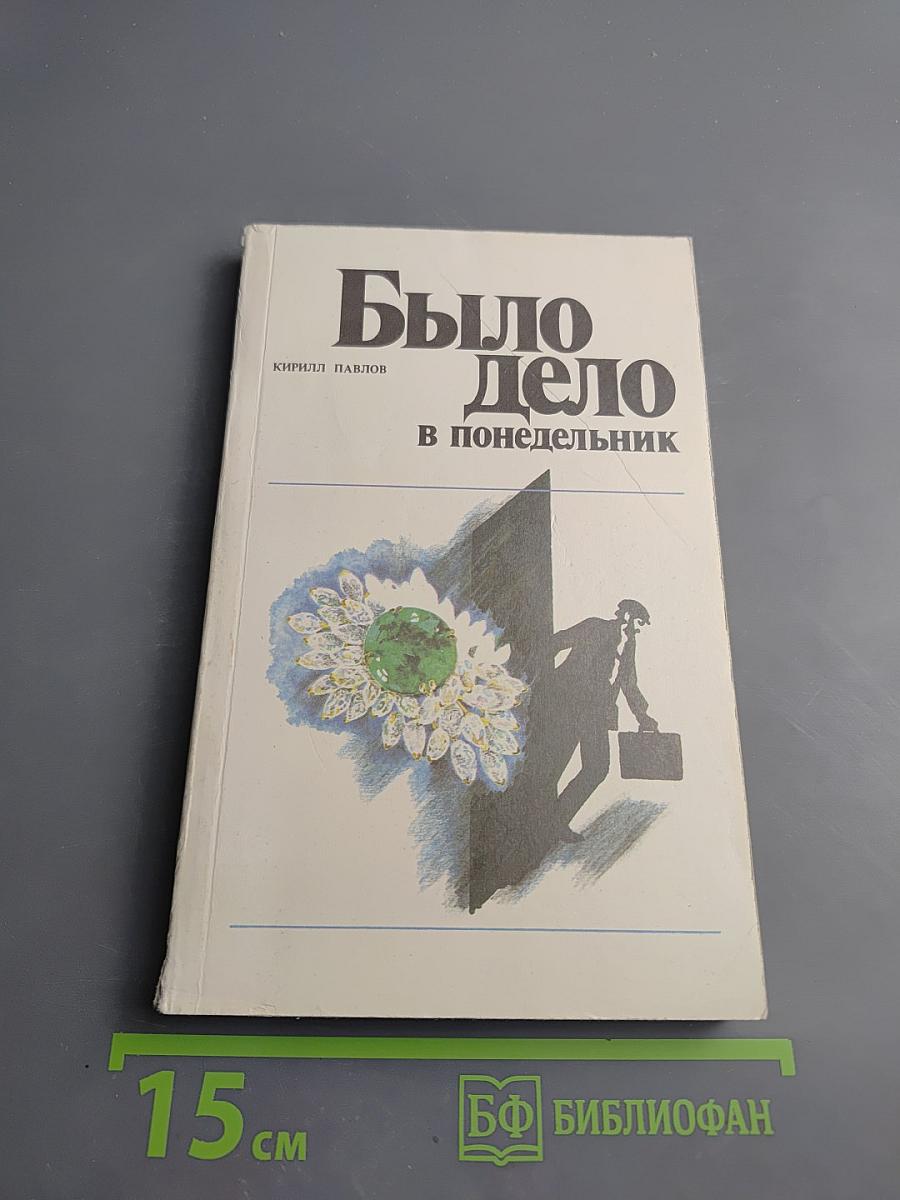 Было
дело
КИРИЛЛ ПАВЛОВ
в понедельник
15 см
БФ БИБЛИОФАН